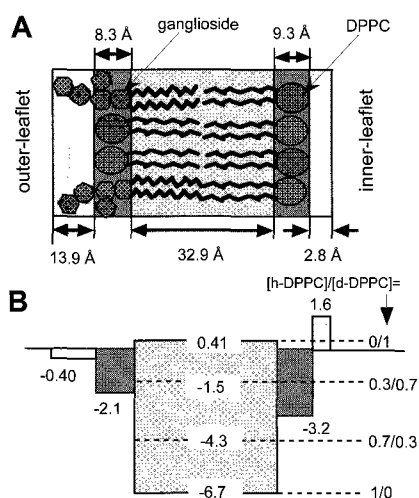 A
8.3 Å
ganglioside
9.3 Å
DPPC
outer-leaflet
inner-leaflet
13.9 Å
32.9 Å
2.8 Å
B
[h-DPPC]/[d-DPPC]=
1.6
0.41
0/1
-0.40
-1.5
0.3/0.7
-2.1
-3.2
-4.3
0.7/0.3
-6.7
1/0